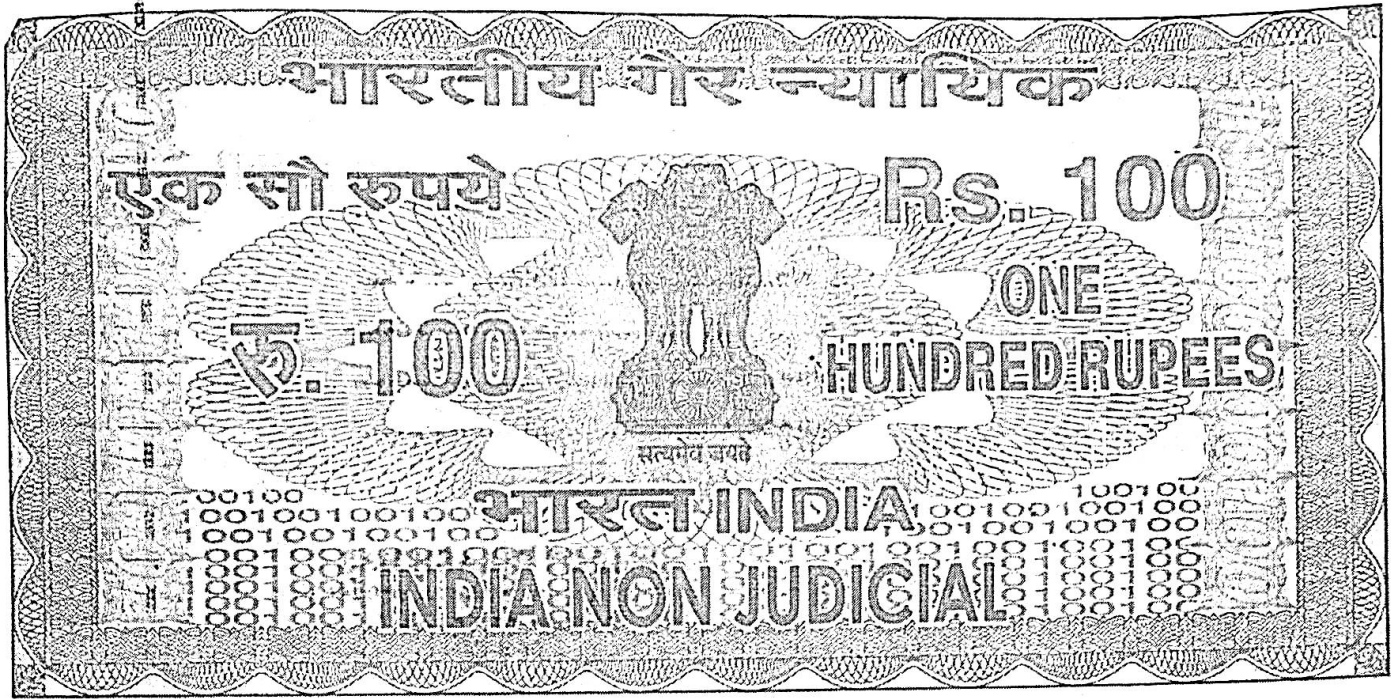 भारतीय गैर न्यायिक
एक सौ रुपये
Rs. 100
रु. 100
ONE
HUNDRED RUPEES
सत्यमेव जयते
भारत INDIA
INDIA NON JUDICIAL